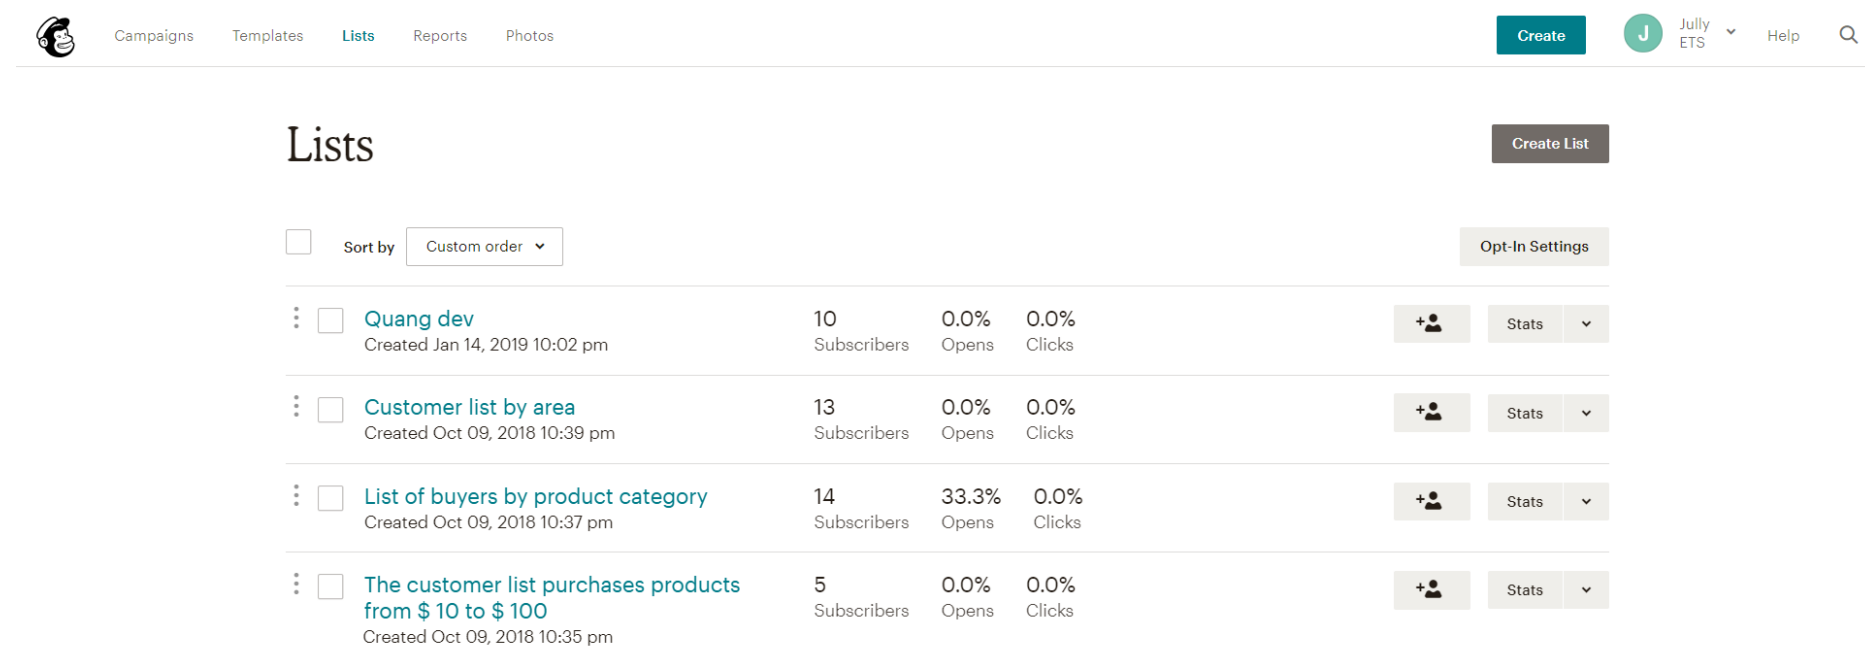 Campaigns Templates Lists Reports Photos Create J Jully ETS Help
Lists Create List
Sort by Custom order Opt-In Settings
Quang dev 10 0.0% 0.0% Stats
Created Jan 14, 2019 10:02 pm Subscribers Opens Clicks
Customer list by area 13 0.0% 0.0% Stats
Created Oct 09, 2018 10:39 pm Subscribers Opens Clicks
List of buyers by product category 14 33.3% 0.0% Stats
Created Oct 09, 2018 10:37 pm Subscribers Opens Clicks
The customer list purchases products 5 0.0% 0.0% Stats
from $ 10 to $ 100 Subscribers Opens Clicks
Created Oct 09, 2018 10:35 pm